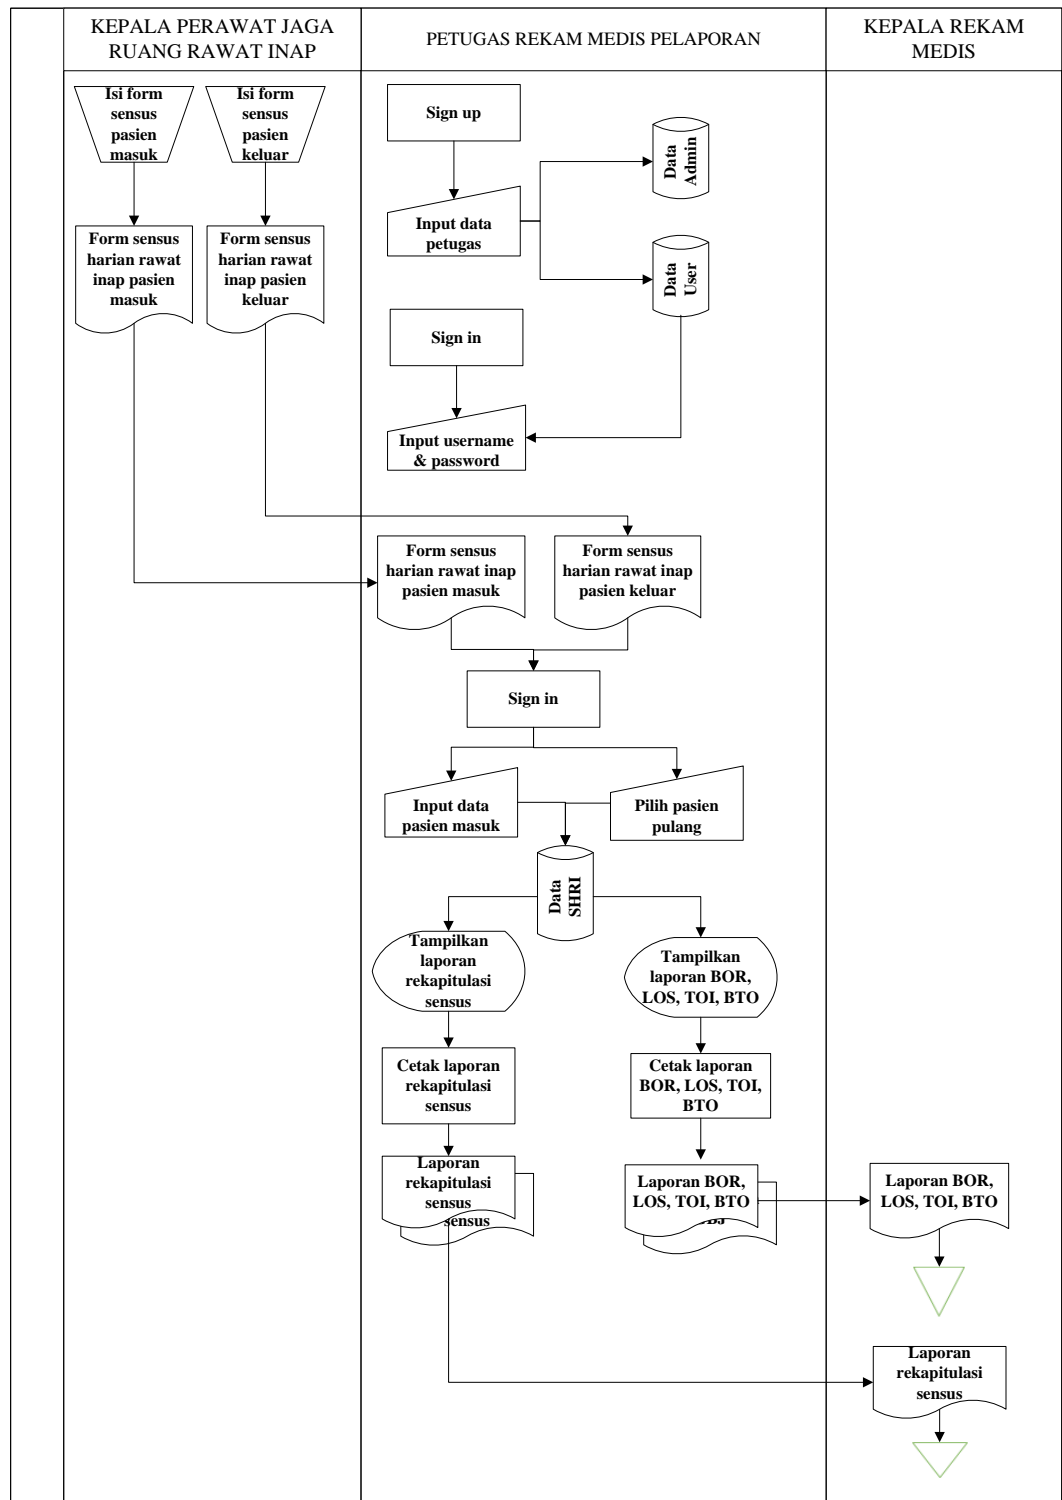 KEPALA PERAWAT JAGA
RUANG RAWAT INAP
PETUGAS REKAM MEDIS PELAPORAN
KEPALA REKAM
MEDIS
Isi form
sensus
pasien
masuk
Isi form
sensus
pasien
keluar
Sign up
Data
Admin
Input data
petugas
Form sensus
harian rawat
inap pasien
masuk
Form sensus
harian rawat
inap pasien
keluar
Data
User
Sign in
Input username
& password
Form sensus
harian rawat inap
pasien masuk
Form sensus
harian rawat inap
pasien keluar
Sign in
Input data
pasien masuk
Pilih pasien
pulang
Data
SHRI
Tampilkan
laporan
rekapitulasi
sensus
Tampilkan
laporan BOR,
LOS, TOI, BTO
Cetak laporan
rekapitulasi
sensus
Cetak laporan
BOR, LOS, TOI,
BTO
Laporan
rekapitulasi
sensus
sensus
Laporan BOR,
LOS, TOI, BTO
Laporan BOR,
LOS, TOI, BTO
Laporan
rekapitulasi
sensus